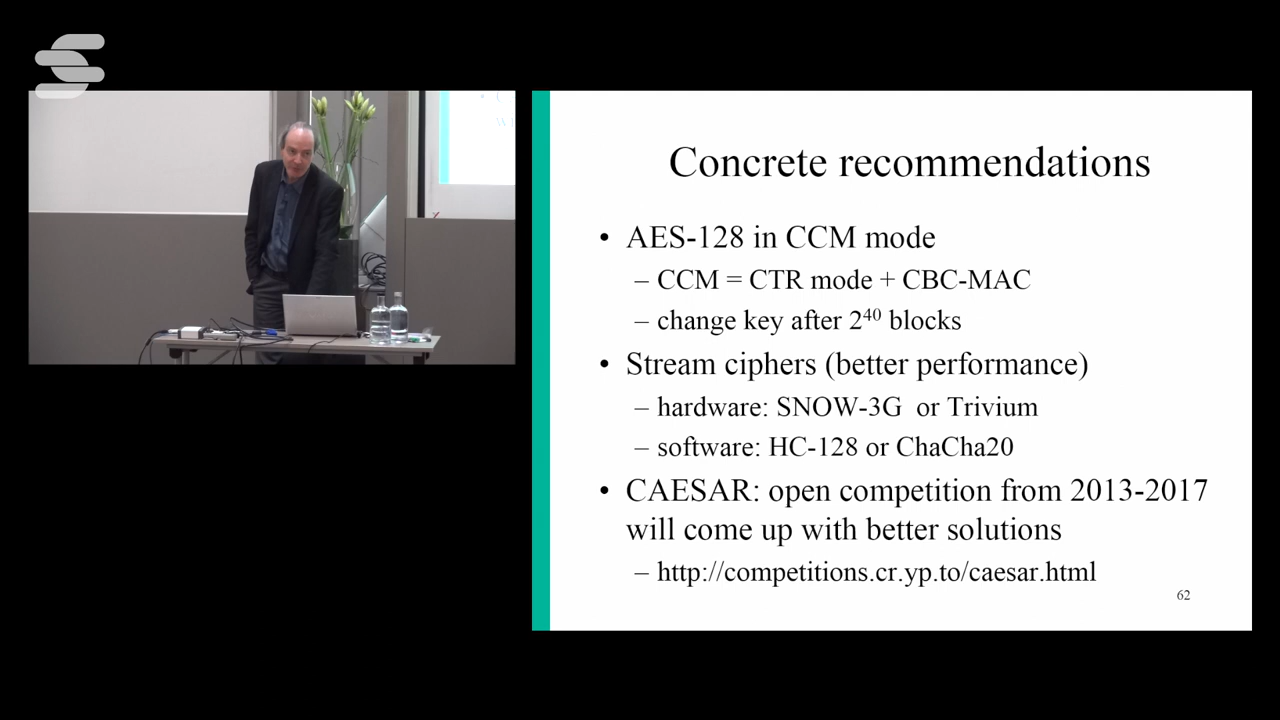 Concrete recommendations
• AES-128 in CCM mode
– CCM = CTR mode + CBC-MAC
– change key after 2⁴⁰ blocks
• Stream ciphers (better performance)
– hardware: SNOW-3G or Trivium
– software: HC-128 or ChaCha20
• CAESAR: open competition from 2013-2017
will come up with better solutions
– http://competitions.cr.yp.to/caesar.html
62